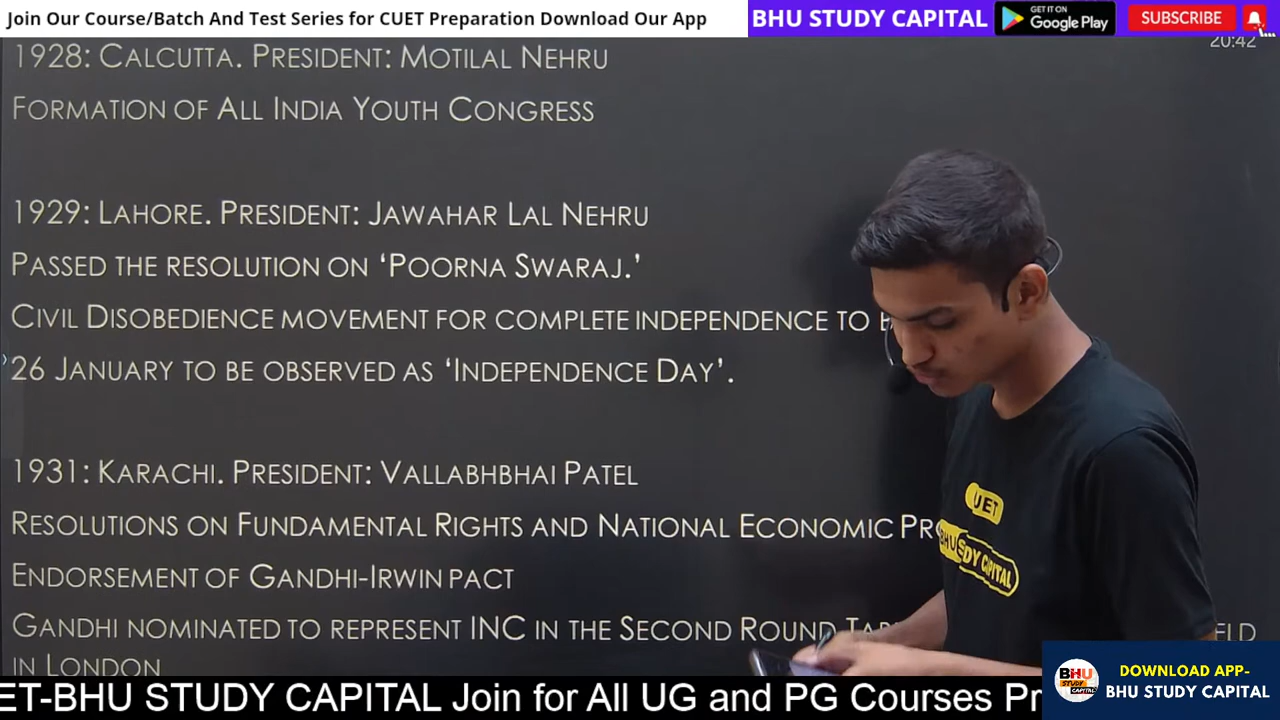 Join Our Course/Batch And Test Series for CUET Preparation Download Our App
BHU STUDY CAPITAL
GET IT ON
Google Play
SUBSCRIBE
20:42
1928: CALCUTTA. PRESIDENT: MOTILAL NEHRU
FORMATION OF ALL INDIA YOUTH CONGRESS
1929: LAHORE. PRESIDENT: JAWAHAR LAL NEHRU
PASSED THE RESOLUTION ON ‘POORNA SWARAJ.’
CIVIL DISOBEDIENCE MOVEMENT FOR COMPLETE INDEPENDENCE TO
26 JANUARY TO BE OBSERVED AS ‘INDEPENDENCE DAY’.
1931: KARACHI. PRESIDENT: VALLABHBHAI PATEL
RESOLUTIONS ON FUNDAMENTAL RIGHTS AND NATIONAL ECONOMIC
ENDORSEMENT OF GANDHI-IRWIN PACT
GANDHI NOMINATED TO REPRESENT INC IN THE SECOND ROUND
IN LONDON
UET
BHU STUDY CAPITAL
ET-BHU STUDY CAPITAL Join for All UG and PG Courses
BHU
STUDY
CAPITAL
DOWNLOAD APP-
BHU STUDY CAPITAL